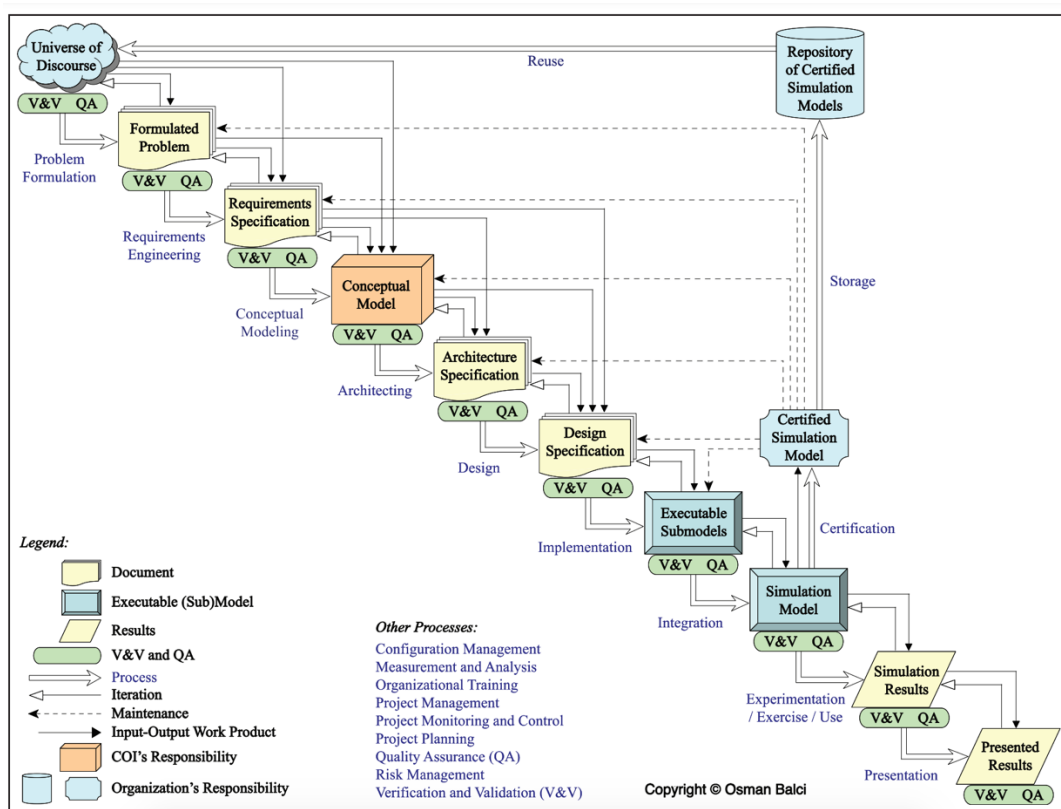 Universe of
Discourse
Reuse
Repository
of Certified
Simulation
Models
V&V QA
Problem
Formulation
Formulated
Problem
V&V QA
Requirements
Engineering
Requirements
Specification
V&V QA
Conceptual
Modeling
Conceptual
Model
Storage
V&V QA
Architecting
Architecture
Specification
V&V QA
Design
Design
Specification
Certified
Simulation
Model
V&V QA
Implementation
Executable
Submodels
Certification
V&V QA
Integration
Simulation
Model
V&V QA
Experimentation
/ Exercise / Use
Simulation
Results
V&V QA
Presentation
Presented
Results
V&V QA
Legend:
Document
Executable (Sub)Model
Results
V&V and QA
Process
Iteration
Maintenance
Input-Output Work Product
COI's Responsibility
Organization's Responsibility
Other Processes:
Configuration Management
Measurement and Analysis
Organizational Training
Project Management
Project Monitoring and Control
Project Planning
Quality Assurance (QA)
Risk Management
Verification and Validation (V&V)
Copyright © Osman Balci